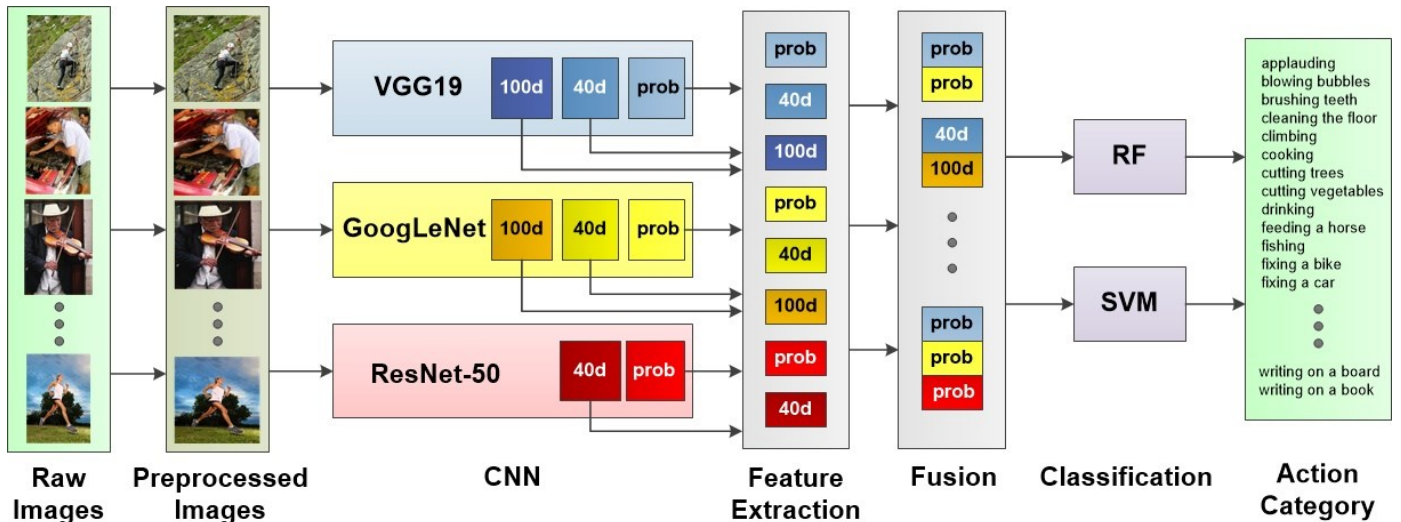 VGG19
100d
40d
prob
GoogLeNet
100d
40d
prob
ResNet-50
40d
prob
prob
40d
100d
prob
40d
100d
prob
40d
prob
prob
40d
100d
prob
prob
prob
RF
SVM
applauding
blowing bubbles
brushing teeth
cleaning the floor
climbing
cooking
cutting trees
cutting vegetables
drinking
feeding a horse
fishing
fixing a bike
fixing a car
writing on a board
writing on a book
Raw
Images
Preprocessed
Images
CNN
Feature
Extraction
Fusion
Classification
Action
Category